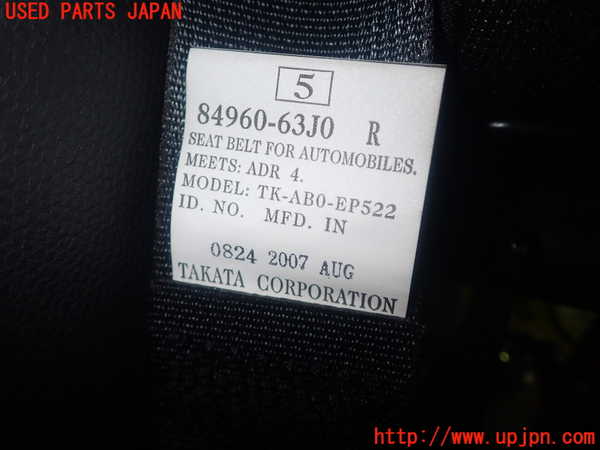 USED PARTS JAPAN
5
84960-63J0 R
SEAT BELT FOR AUTOMOBILES.
MEETS: ADR 4.
MODEL: TK-AB0-EP522
ID. NO. MFD. IN
0824 2007 AUG
TAKATA CORPORATION
http://www.upjpn.com/